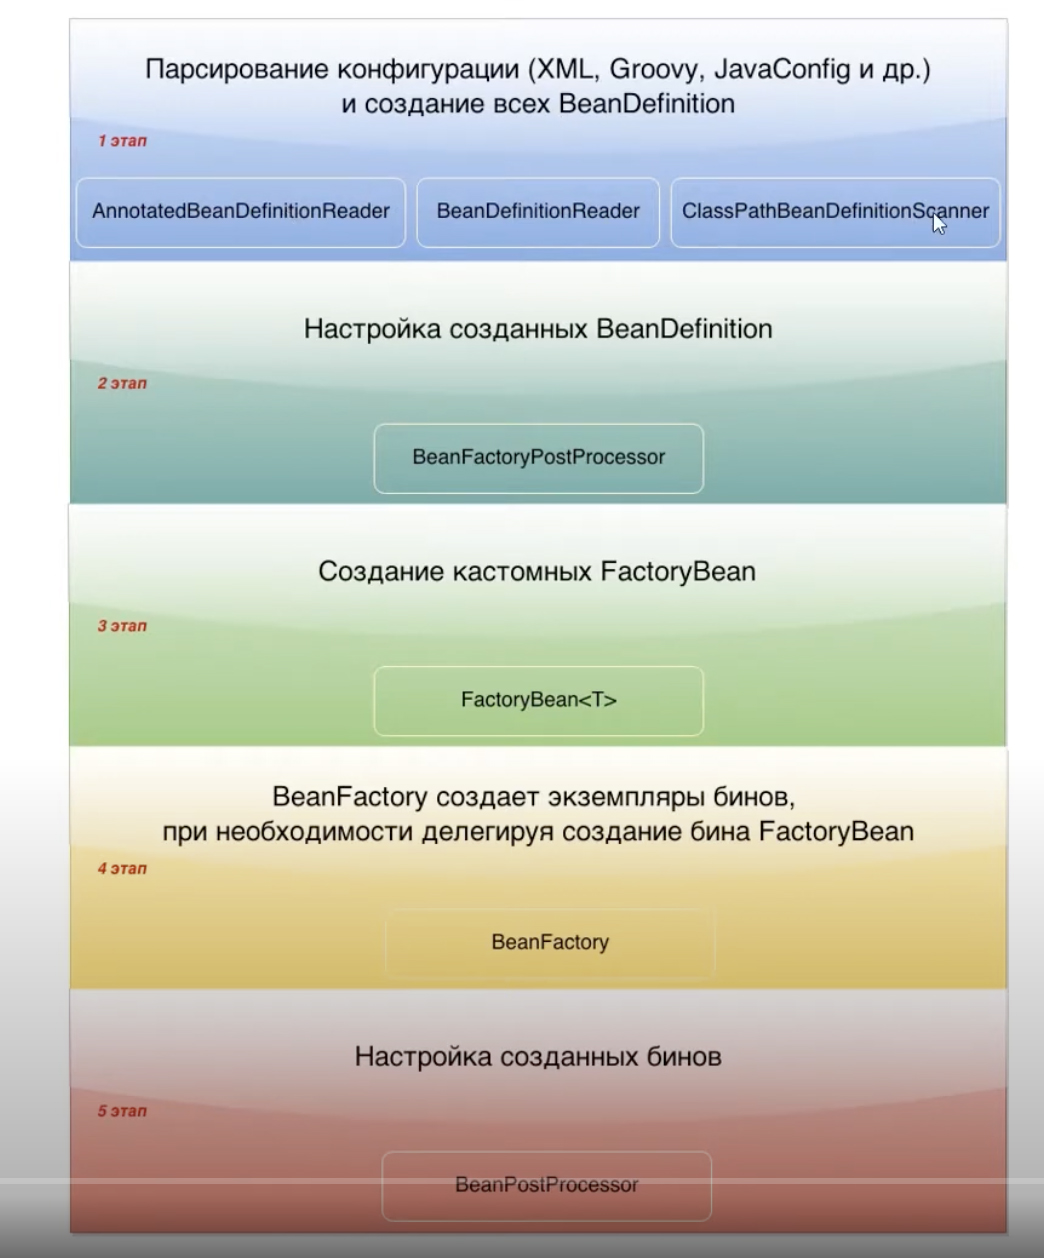 Парсирование конфигурации (XML, Groovy, JavaConfig и др.)
и создание всех BeanDefinition
1 этап
AnnotatedBeanDefinitionReader
BeanDefinitionReader
ClassPathBeanDefinitionScanner
Настройка созданных BeanDefinition
2 этап
BeanFactoryPostProcessor
Создание кастомных FactoryBean
3 этап
FactoryBean<T>
BeanFactory создает экземпляры бинов,
при необходимости делегируя создание бина FactoryBean
4 этап
BeanFactory
Настройка созданных бинов
5 этап
BeanPostProcessor